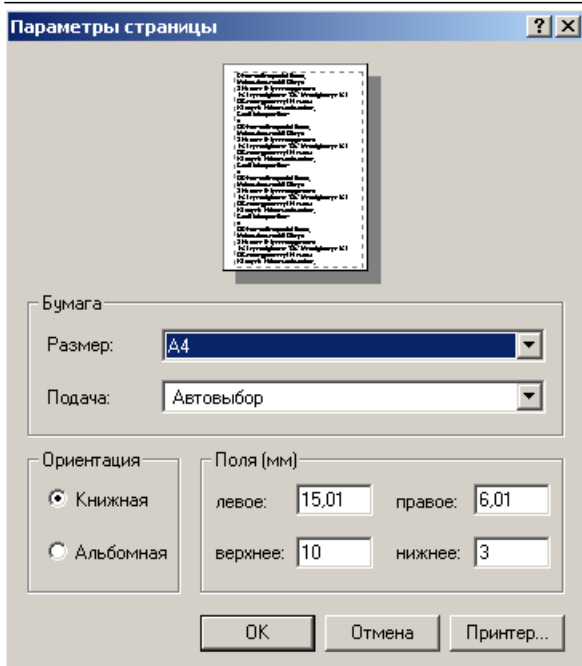 Параметры страницы
Бумага
Размер: A4
Подача: Автовыбор
Ориентация
Книжная
Альбомная
Поля (мм)
левое: 15,01 правое: 6,01
верхнее: 10 нижнее: 3
OK Отмена Принтер...